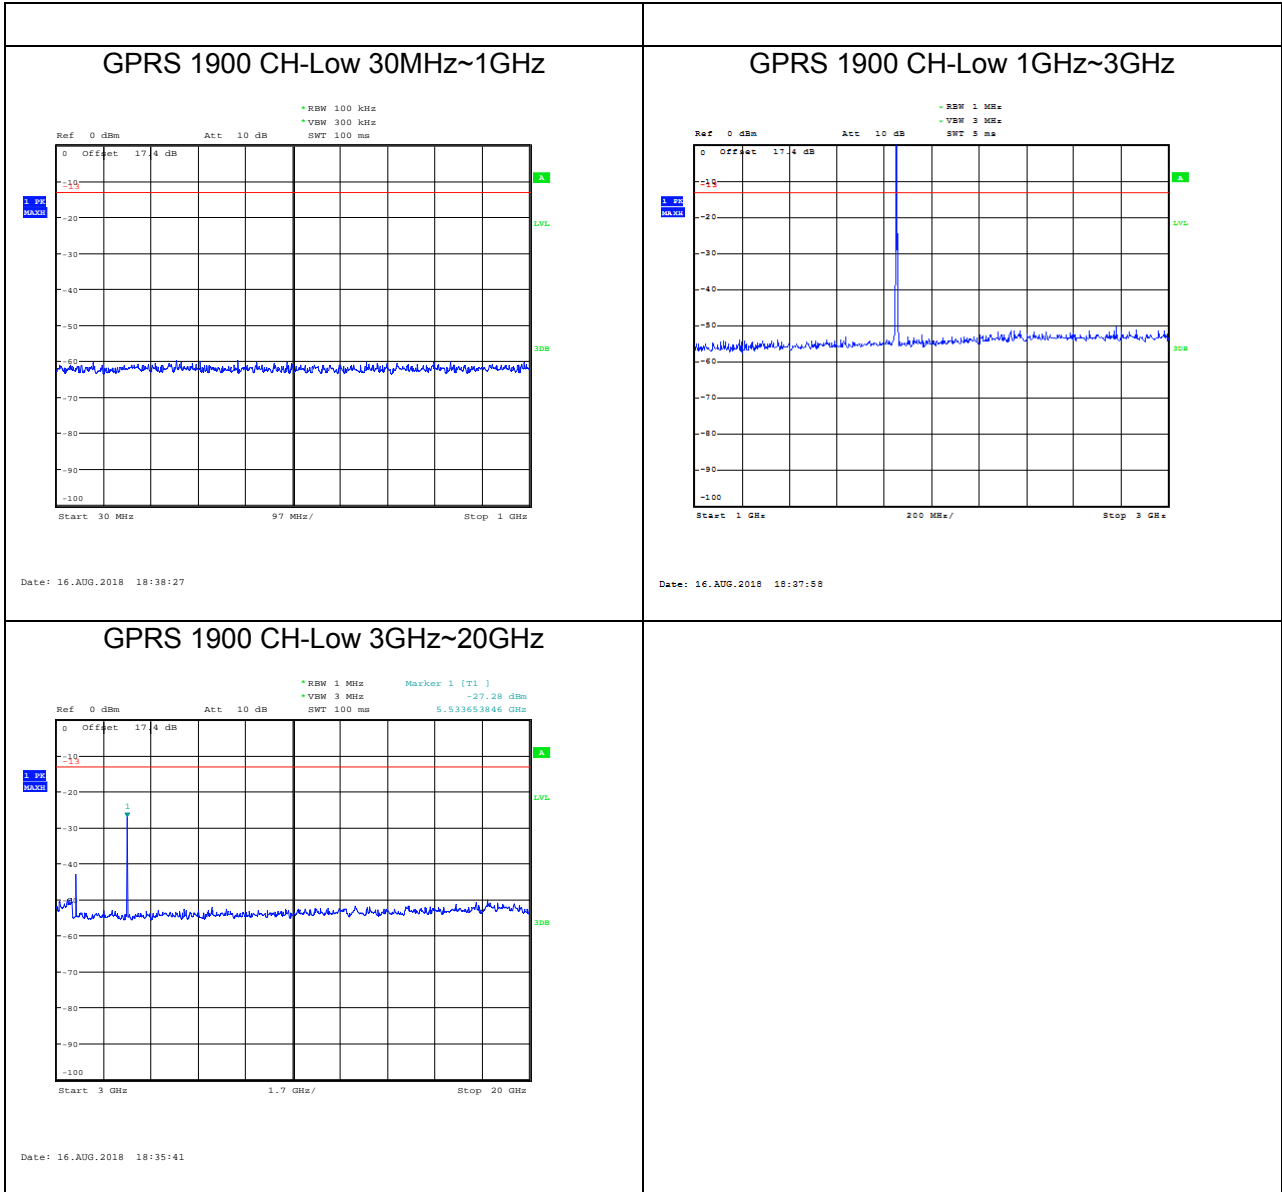 GPRS 1900 CH-Low 30MHz~1GHz
*RBW 100 kHz
*VBW 300 kHz
Ref 0 dBm Att 10 dB SWT 100 ms
0 Offset 17.4 dB
A
-10
-13
1 PK
MAXH
-20
LVL
-30
-40
-50
3DB
-60
-70
-80
-90
-100
Start 30 MHz 97 MHz/ Stop 1 GHz
Date: 16.AUG.2018 18:38:27
GPRS 1900 CH-Low 1GHz~3GHz
*RBW 1 MHz
*VBW 3 MHz
Ref 0 dBm Att 10 dB SWT 5 ms
0 Offset 17.4 dB
A
-10
-13
1 PK
MAXH
-20
LVL
-30
-40
-50
3DB
-60
-70
-80
-90
-100
Start 1 GHz 200 MHz/ Stop 3 GHz
Date: 16.AUG.2018 18:37:58
GPRS 1900 CH-Low 3GHz~20GHz
*RBW 1 MHz Marker 1 [T1 ]
*VBW 3 MHz -27.28 dBm
Ref 0 dBm Att 10 dB SWT 100 ms 5.533653846 GHz
0 Offset 17.4 dB
A
-10
-13
1 PK
MAXH
-20
LVL
1
-30
-40
-50
3DB
-60
-70
-80
-90
-100
Start 3 GHz 1.7 GHz/ Stop 20 GHz
Date: 16.AUG.2018 18:35:41